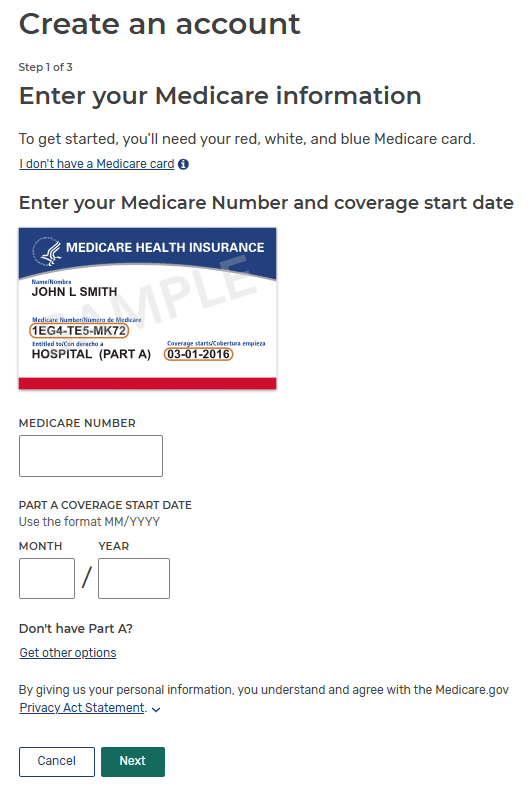 Create an account
Step 1 of 3
Enter your Medicare information
To get started, you'll need your red, white, and blue Medicare card.
I don't have a Medicare card
Enter your Medicare Number and coverage start date
MEDICARE HEALTH INSURANCE
SAMPLE
Name/Nombre
JOHN L SMITH
Medicare Number/Número de Medicare
1EG4-TE5-MK72
Entitled to/Con derecho a Coverage starts/Cobertura empieza
HOSPITAL (PART A) 03-01-2016
MEDICARE NUMBER
PART A COVERAGE START DATE
Use the format MM/YYYY
MONTH YEAR
/
Don't have Part A?
Get other options
By giving us your personal information, you understand and agree with the Medicare.gov
Privacy Act Statement.
Cancel Next